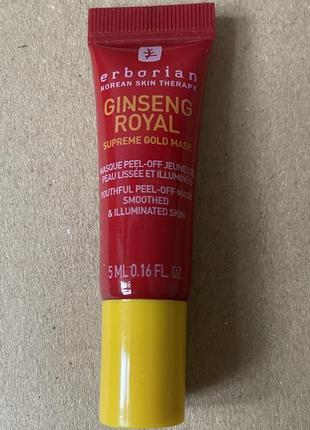 erborian
KOREAN SKIN THERAPY
GINSENG
ROYAL
SUPREME GOLD MASK
MASQUE PEEL-OFF JEUNESSE
PEAU LISSÉE ET ILLUMINÉE
YOUTHFUL PEEL-OFF MASK
SMOOTHED
& ILLUMINATED SKIN
5 ML 0.16 FL. OZ.